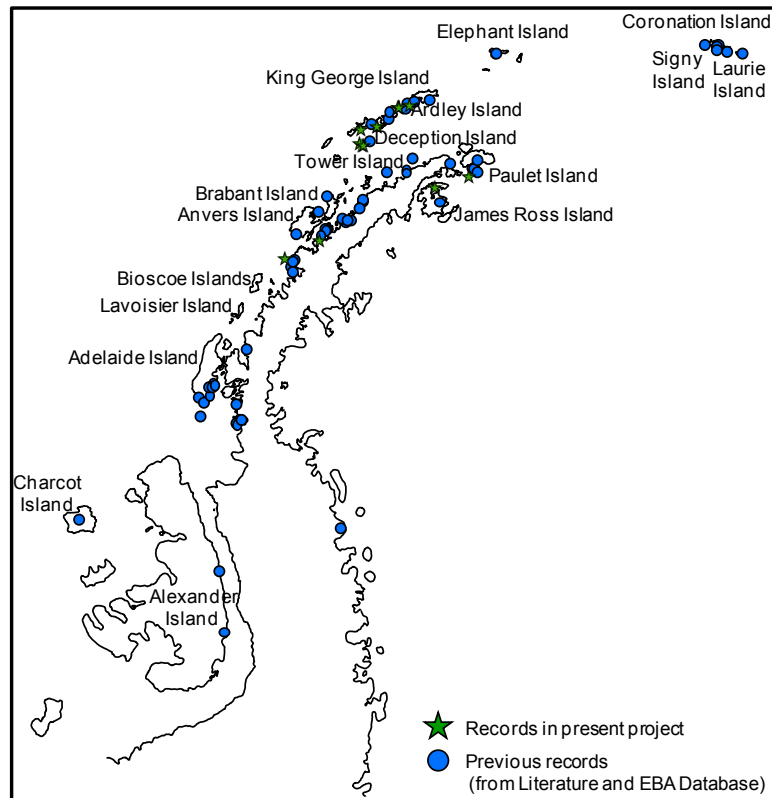 Coronation Island
Elephant Island
Signy
Island
Laurie
Island
King George Island
Ardley Island
Deception Island
Tower Island
Paulet Island
Brabant Island
Anvers Island
James Ross Island
Bioscoe Islands
Lavoisier Island
Adelaide Island
Charcot
Island
Alexander
Island
Records in present project
Previous records
(from Literature and EBA Database)